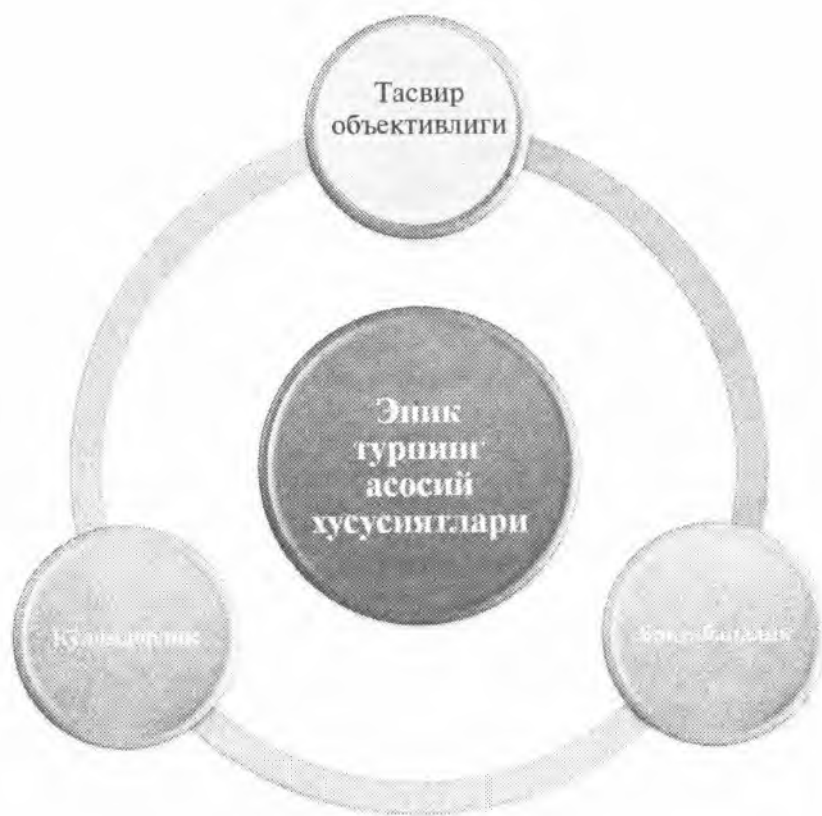 Тасвир
объективлиги
Эпик
турнинг
асосий
хусусиятлари